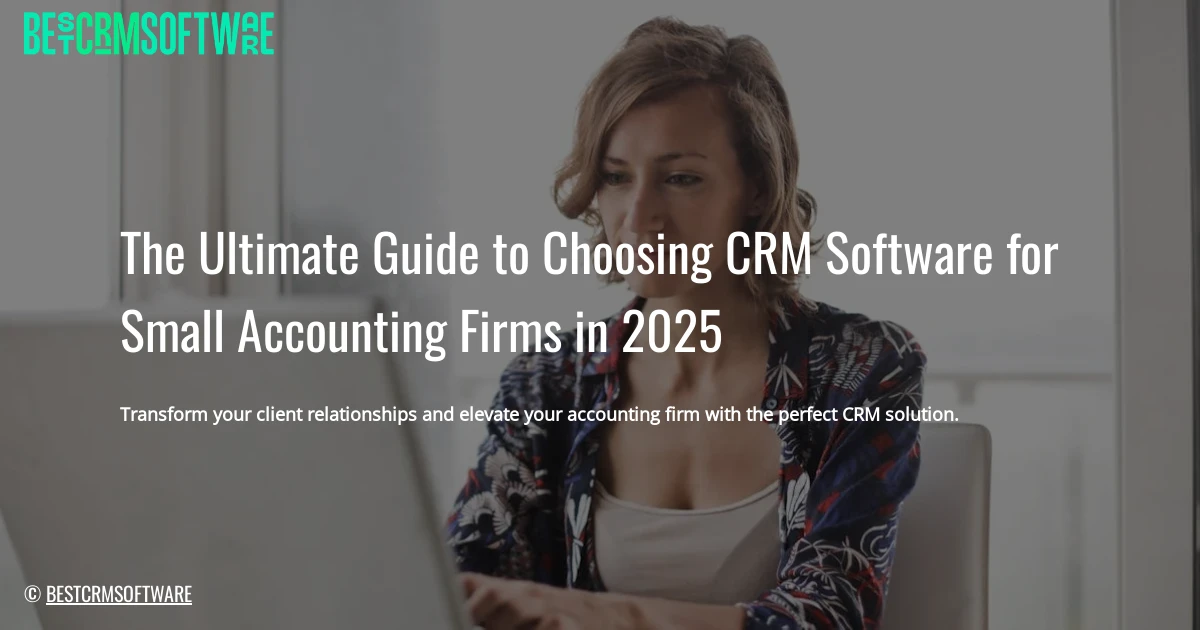 BESTCRMSOFTWARE
The Ultimate Guide to Choosing CRM Software for
Small Accounting Firms in 2025
Transform your client relationships and elevate your accounting firm with the perfect CRM solution.
© BESTCRMSOFTWARE